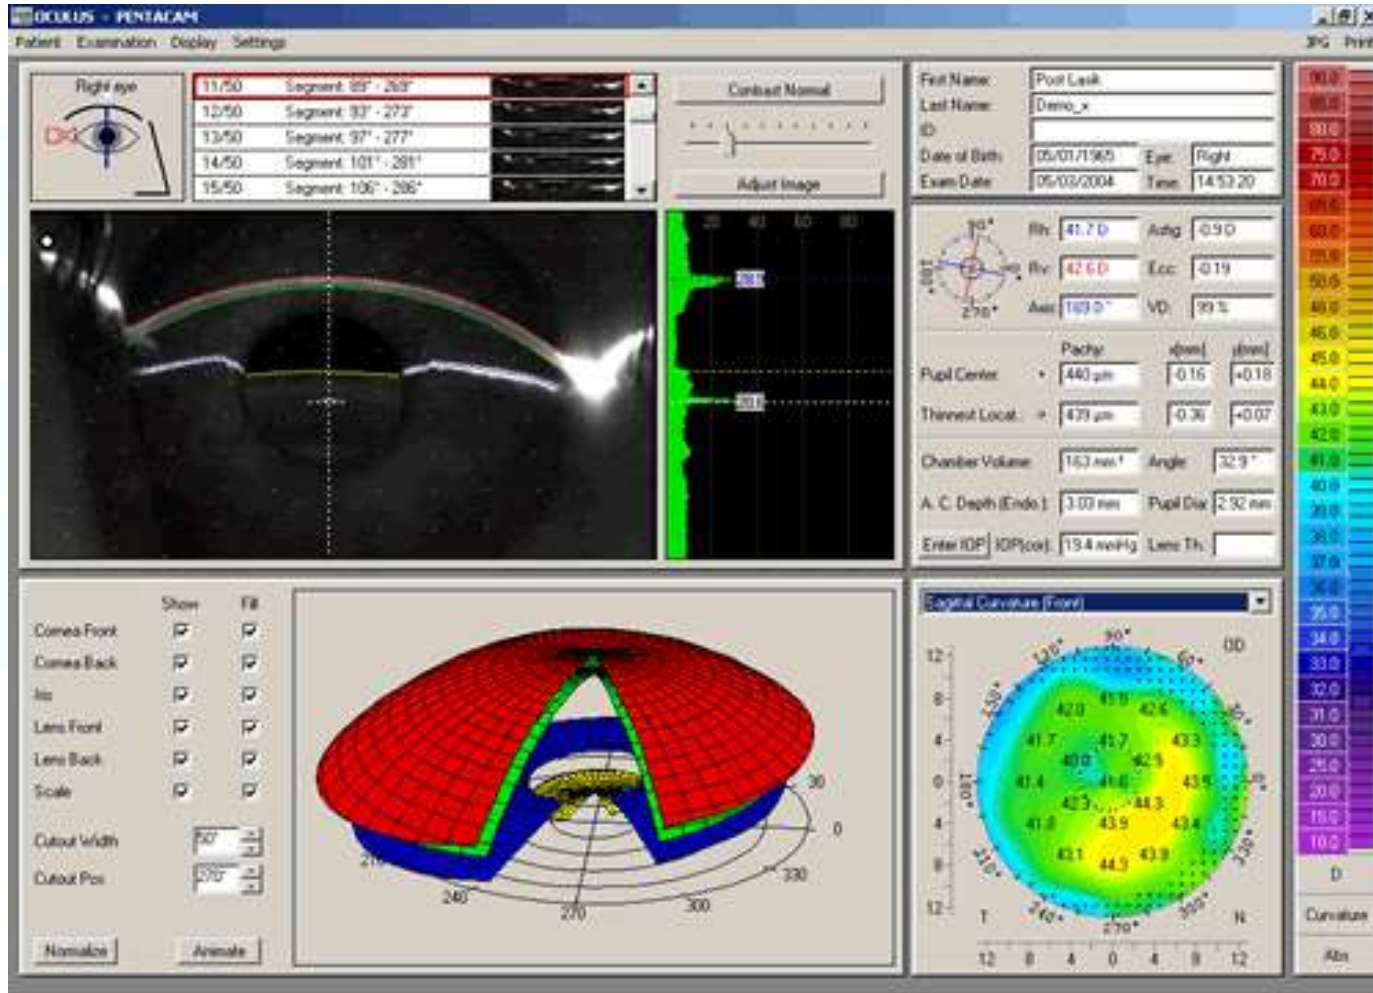 OCULUS - PENTACAM
Patient Examination Display Settings
JPG Print
Right eye
11/50 Segment: 89° - 269°
12/50 Segment: 93° - 273°
13/50 Segment: 97° - 277°
14/50 Segment: 101° - 281°
15/50 Segment: 106° - 286°
Contrast Normal
Adjust Image
20 40 60 80
20.8
First Name: Post Lasik
Last Name: Demo_x
ID:
Date of Birth: 05/01/1965 Eye: Right
Exam Date: 05/03/2004 Time: 14:53:20
90°
180°
270°
Rh: 41.7 D Astig: -0.9 D
Rv: 42.6 D Ecc: -0.19
Axis: 169.0° VD: 99 %
Pachy: x[mm] y[mm]
Pupil Center: + 440 µm -0.16 +0.18
Thinnest Locat.: 439 µm -0.36 +0.07
Chamber Volume: 163 mm³ Angle: 32.9°
A. C. Depth (Endo.): 3.03 mm Pupil Dia: 2.92 mm
Enter IOP IOP(cor): 19.4 mmHg Lens Th.:
Show Fill
Cornea Front
Cornea Back
Iris
Lens Front
Lens Back
Scale
Cutout Width 50°
Cutout Pos 270°
Normalize Animate
30
0
330
300
270
240
210
Sagittal Curvature (Front)
OD
90°
120° 60°
150° 30°
180° 0°
210° 330°
240° 300°
270°
12
8
4
0
4
8
12
41.9
42.0 42.6
41.7 41.7 43.3
40.0 42.9
41.4 41.6 43.5
42.3 44.3
41.8 43.9 43.4
43.1 44.3 43.8
T N
12 8 4 0 4 8 12
90.0
85.0
80.0
75.0
70.0
65.0
60.0
55.0
50.0
48.0
46.0
45.0
44.0
43.0
42.0
41.0
40.0
39.0
38.0
37.0
36.0
35.0
34.0
33.0
32.0
31.0
30.0
25.0
20.0
15.0
10.0
D
Curvature
Abs